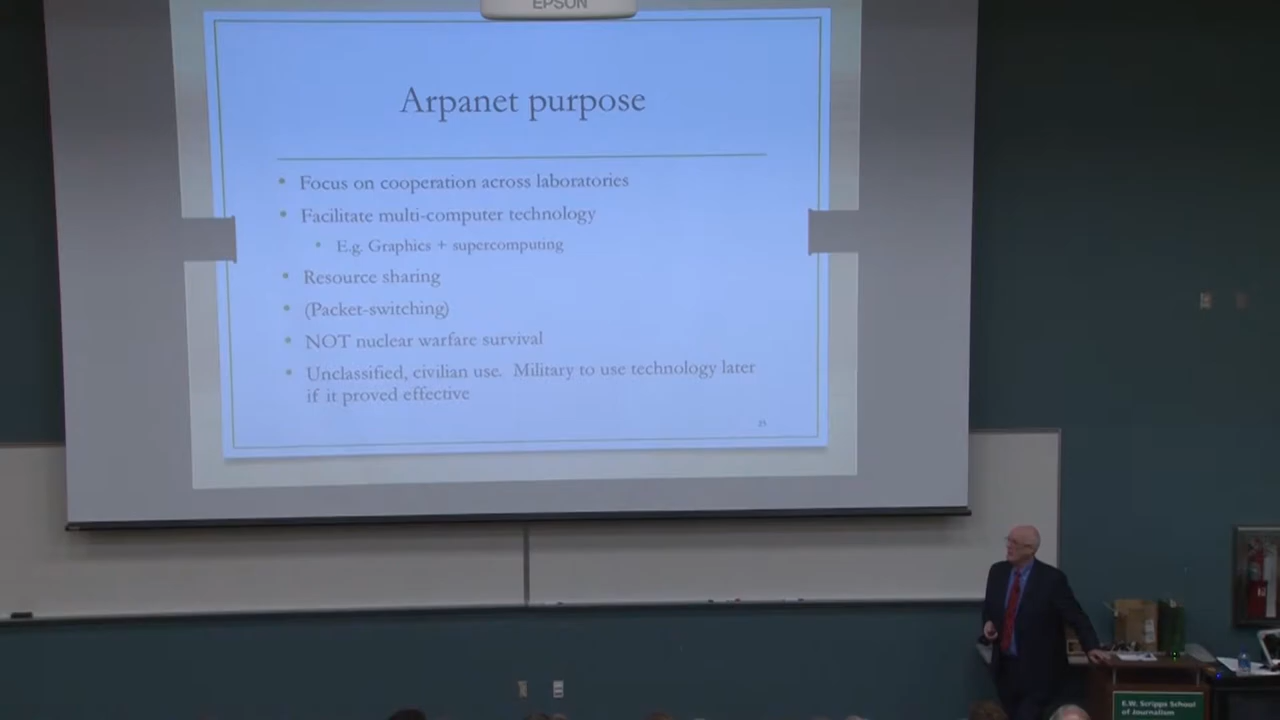 EPSON
Arpanet purpose
• Focus on cooperation across laboratories
• Facilitate multi-computer technology
• E.g. Graphics + supercomputing
• Resource sharing
• (Packet-switching)
• NOT nuclear warfare survival
• Unclassified, civilian use. Military to use technology later
if it proved effective
E.W. Scripps School
of Journalism